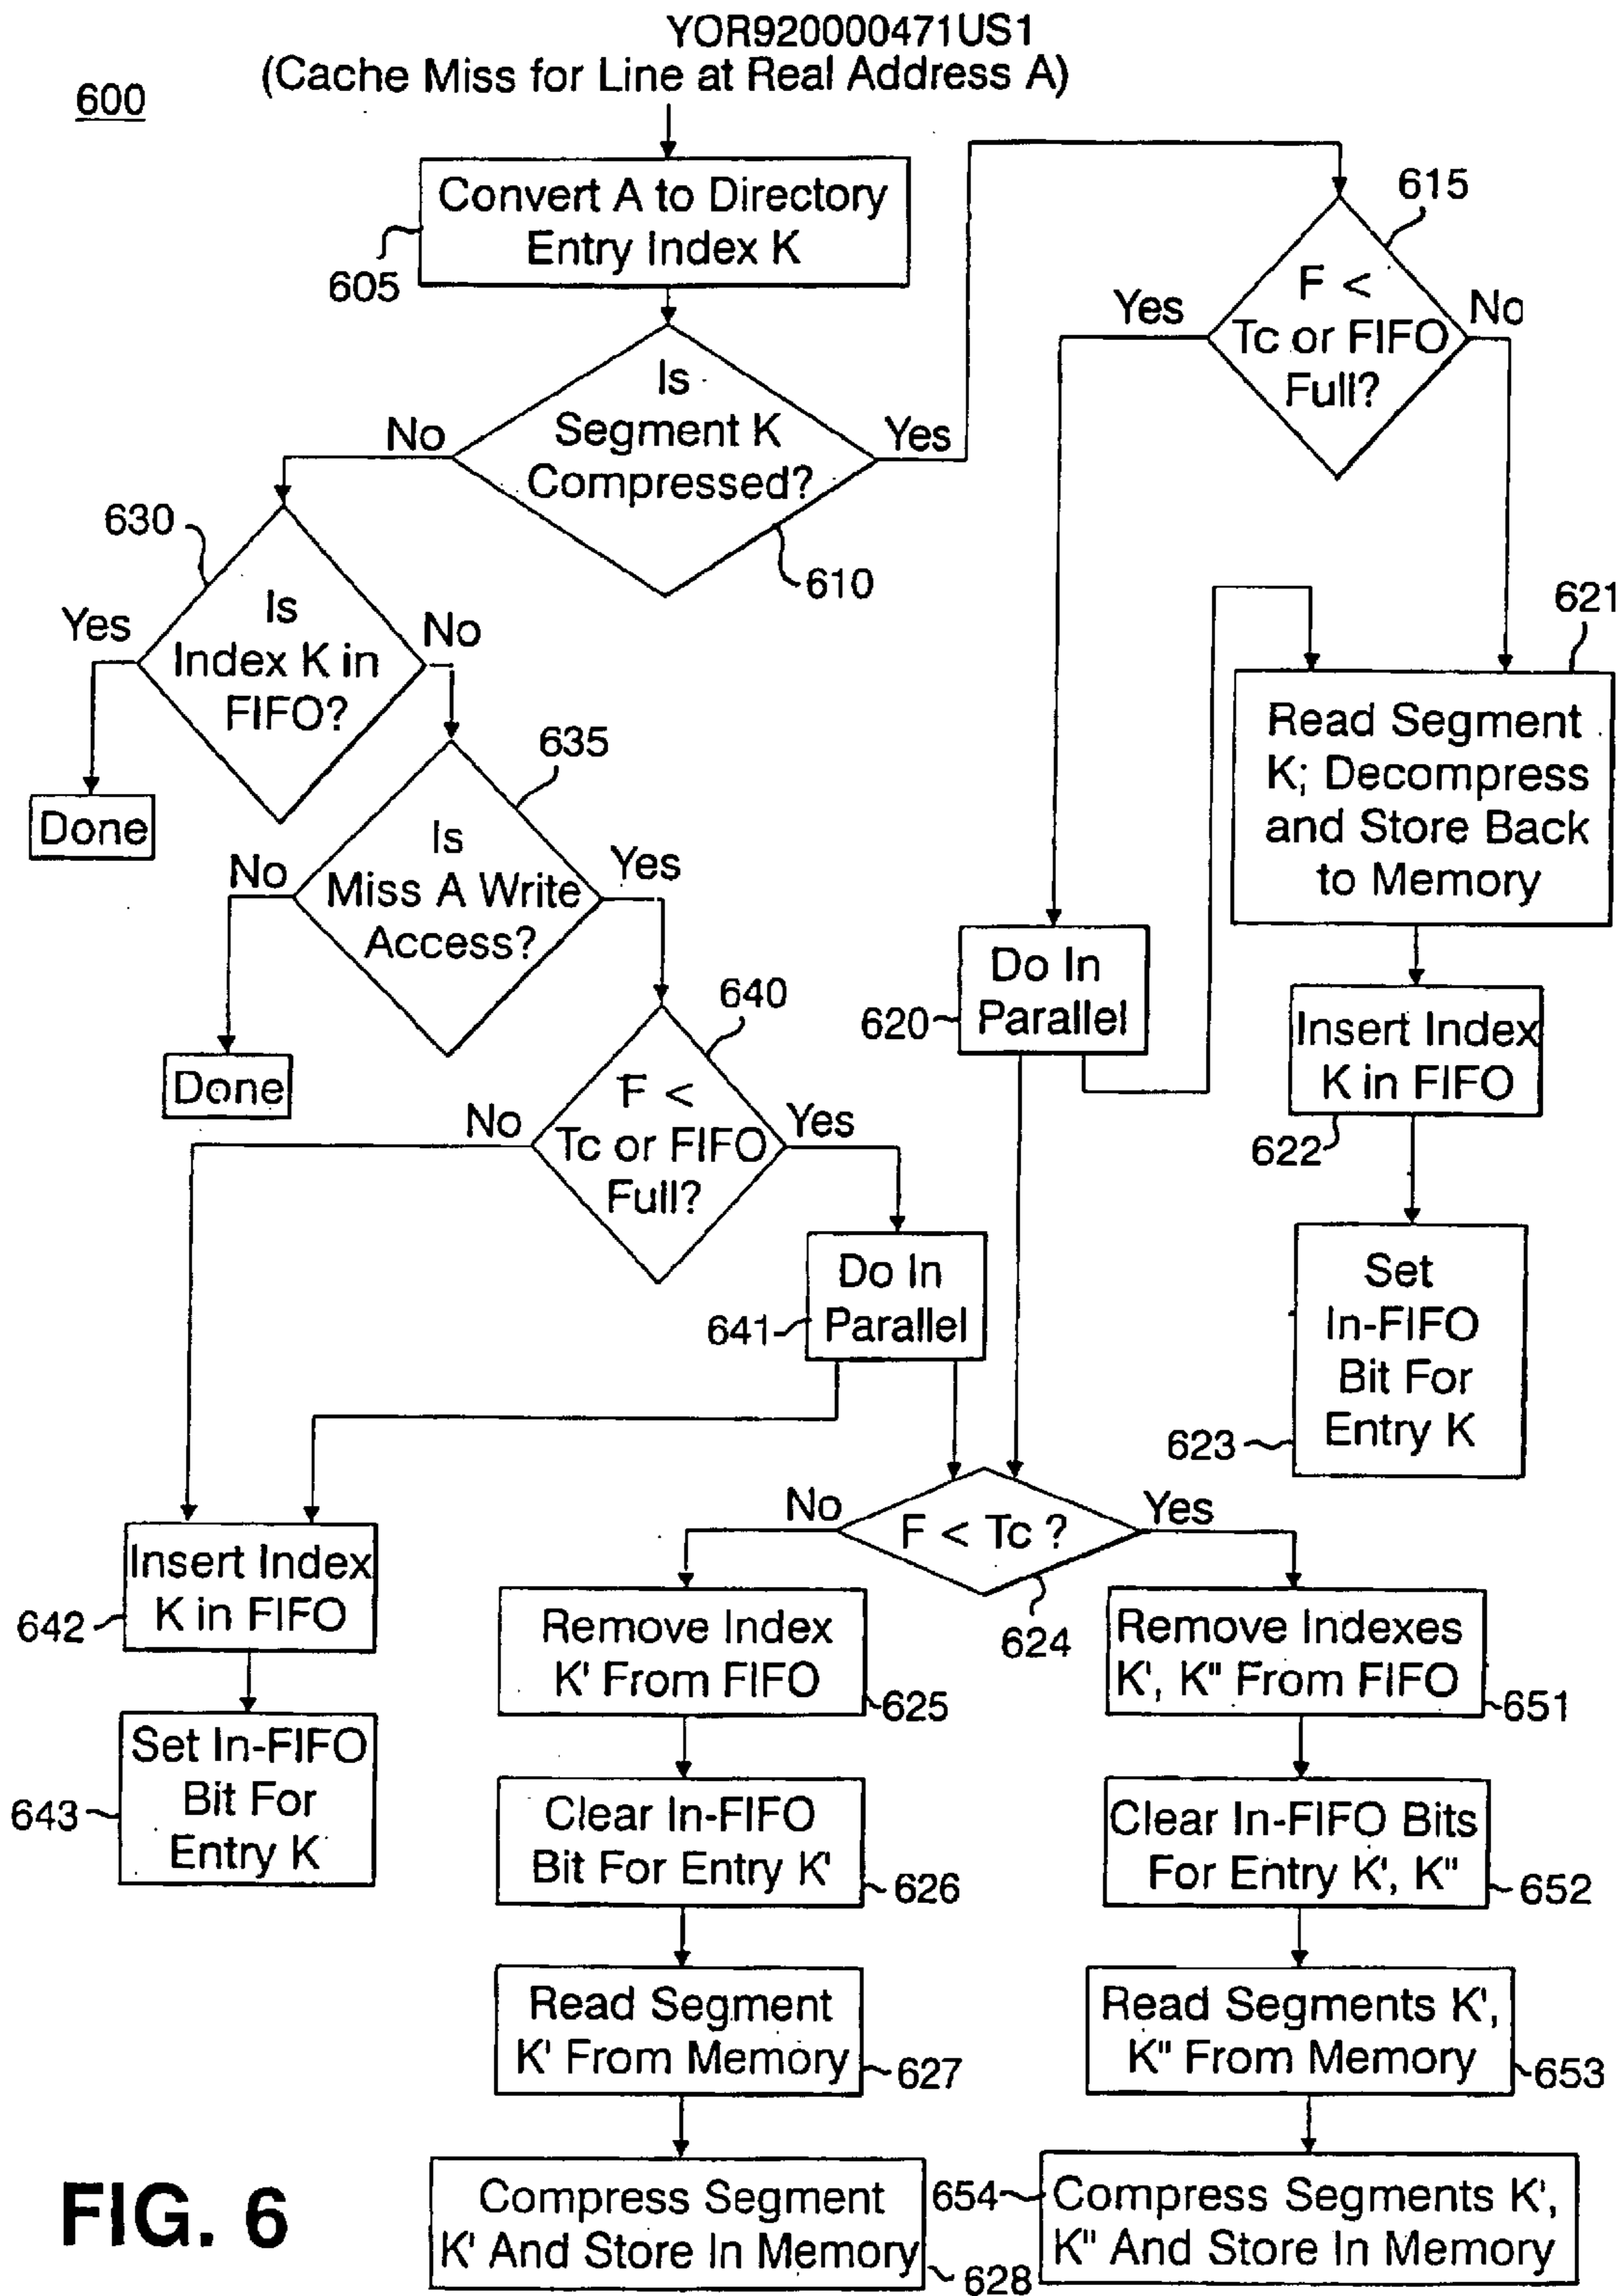 YOR920000471US1
(Cache Miss for Line at Real Address A)
600
Convert A to Directory
Entry Index K
605
Is
Segment K
Compressed?
No
Yes
610
615
F <
Tc or FIFO
Full?
Yes
No
630
Is
Index K in
FIFO?
Yes
No
Done
635
Is
Miss A Write
Access?
No
Yes
Done
621
Read Segment
K; Decompress
and Store Back
to Memory
620
Do In
Parallel
Insert Index
K in FIFO
622
640
F <
Tc or FIFO
Full?
No
Yes
Do In
Parallel
641
Set
In-FIFO
Bit For
Entry K
623
F < Tc ?
No
Yes
624
Insert Index
K in FIFO
642
Set In-FIFO
Bit For
Entry K
643
Remove Index
K' From FIFO
625
Remove Indexes
K', K" From FIFO
651
Clear In-FIFO
Bit For Entry K'
626
Clear In-FIFO Bits
For Entry K', K"
652
Read Segment
K' From Memory
627
Read Segments K',
K" From Memory
653
Compress Segment
K' And Store In Memory
628
654
Compress Segments K',
K" And Store In Memory
FIG. 6